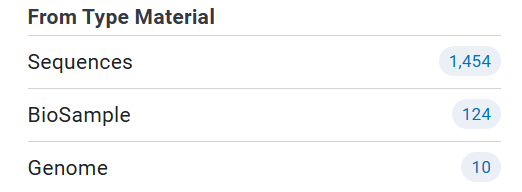 From Type Material
Sequences 1,454
BioSample 124
Genome 10